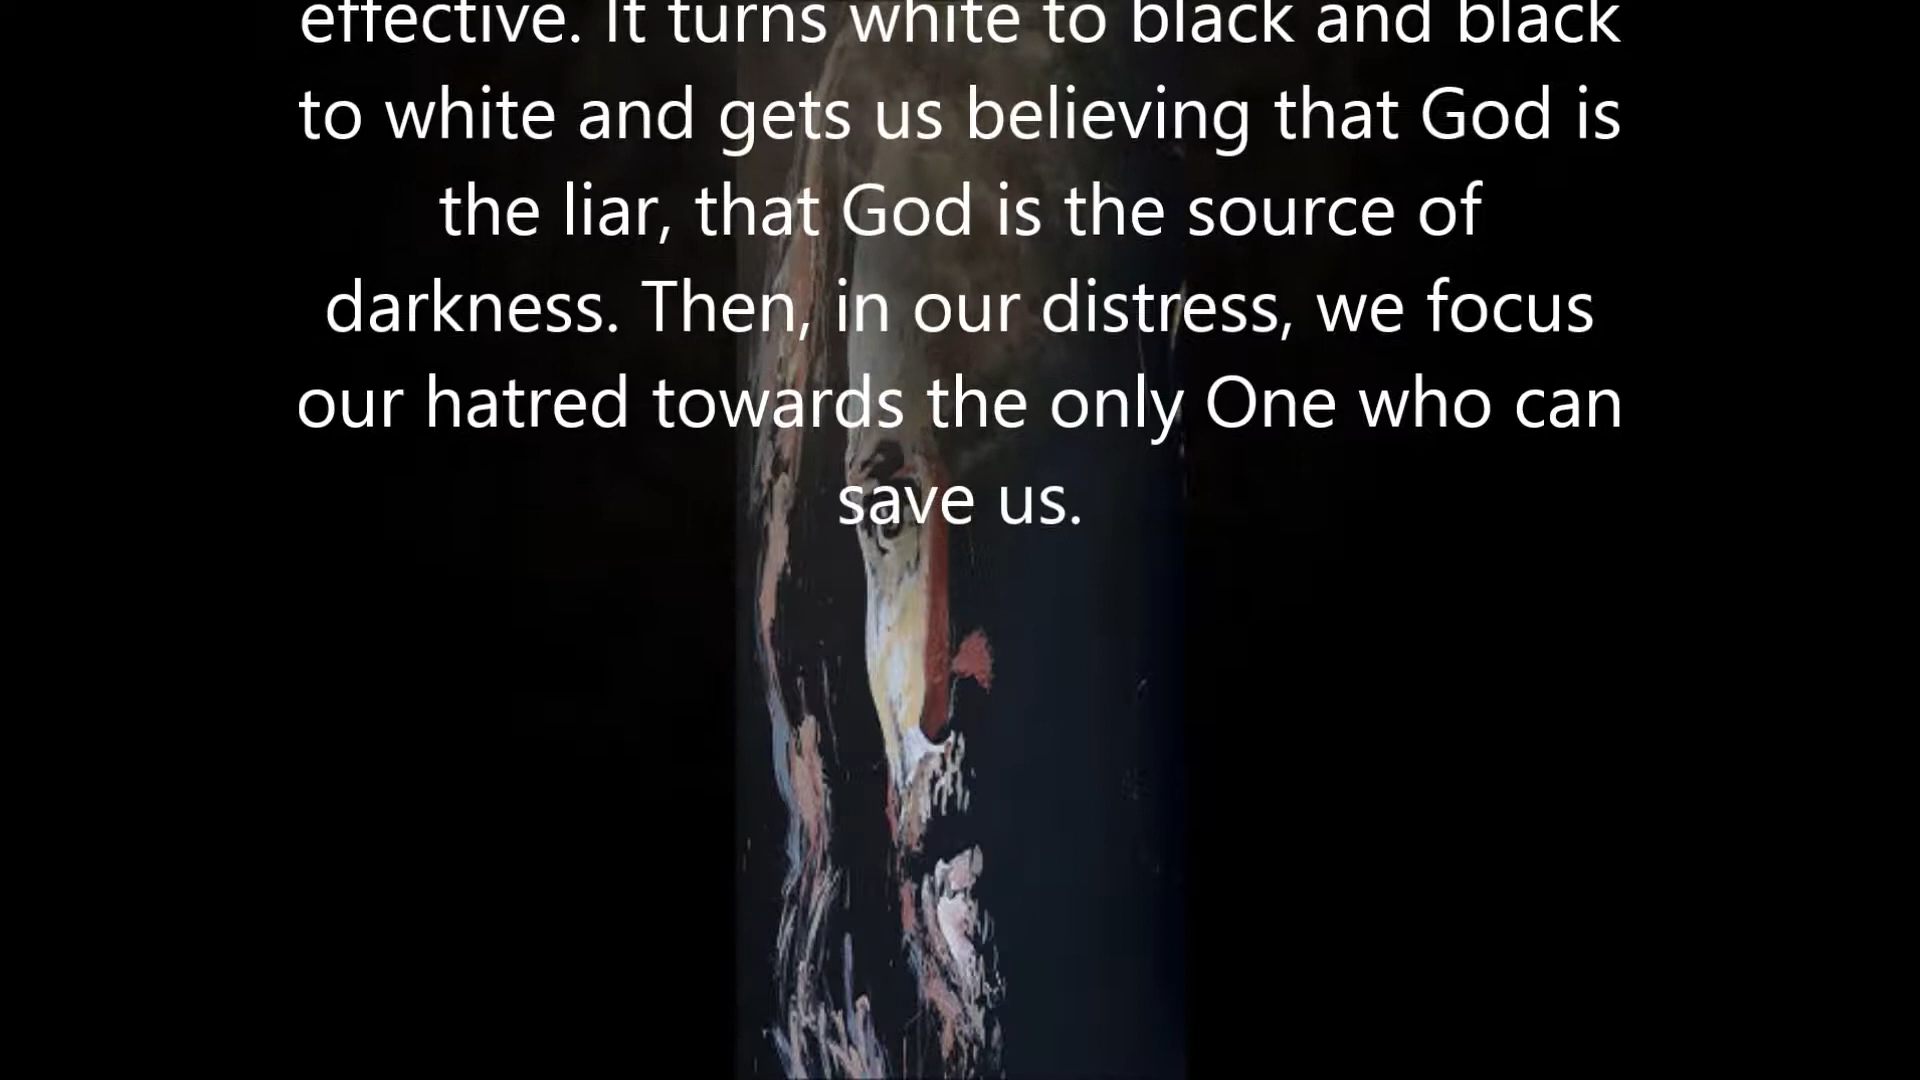 effective. It turns white to black and black
to white and gets us believing that God is
the liar, that God is the source of
darkness. Then, in our distress, we focus
our hatred towards the only One who can
save us.